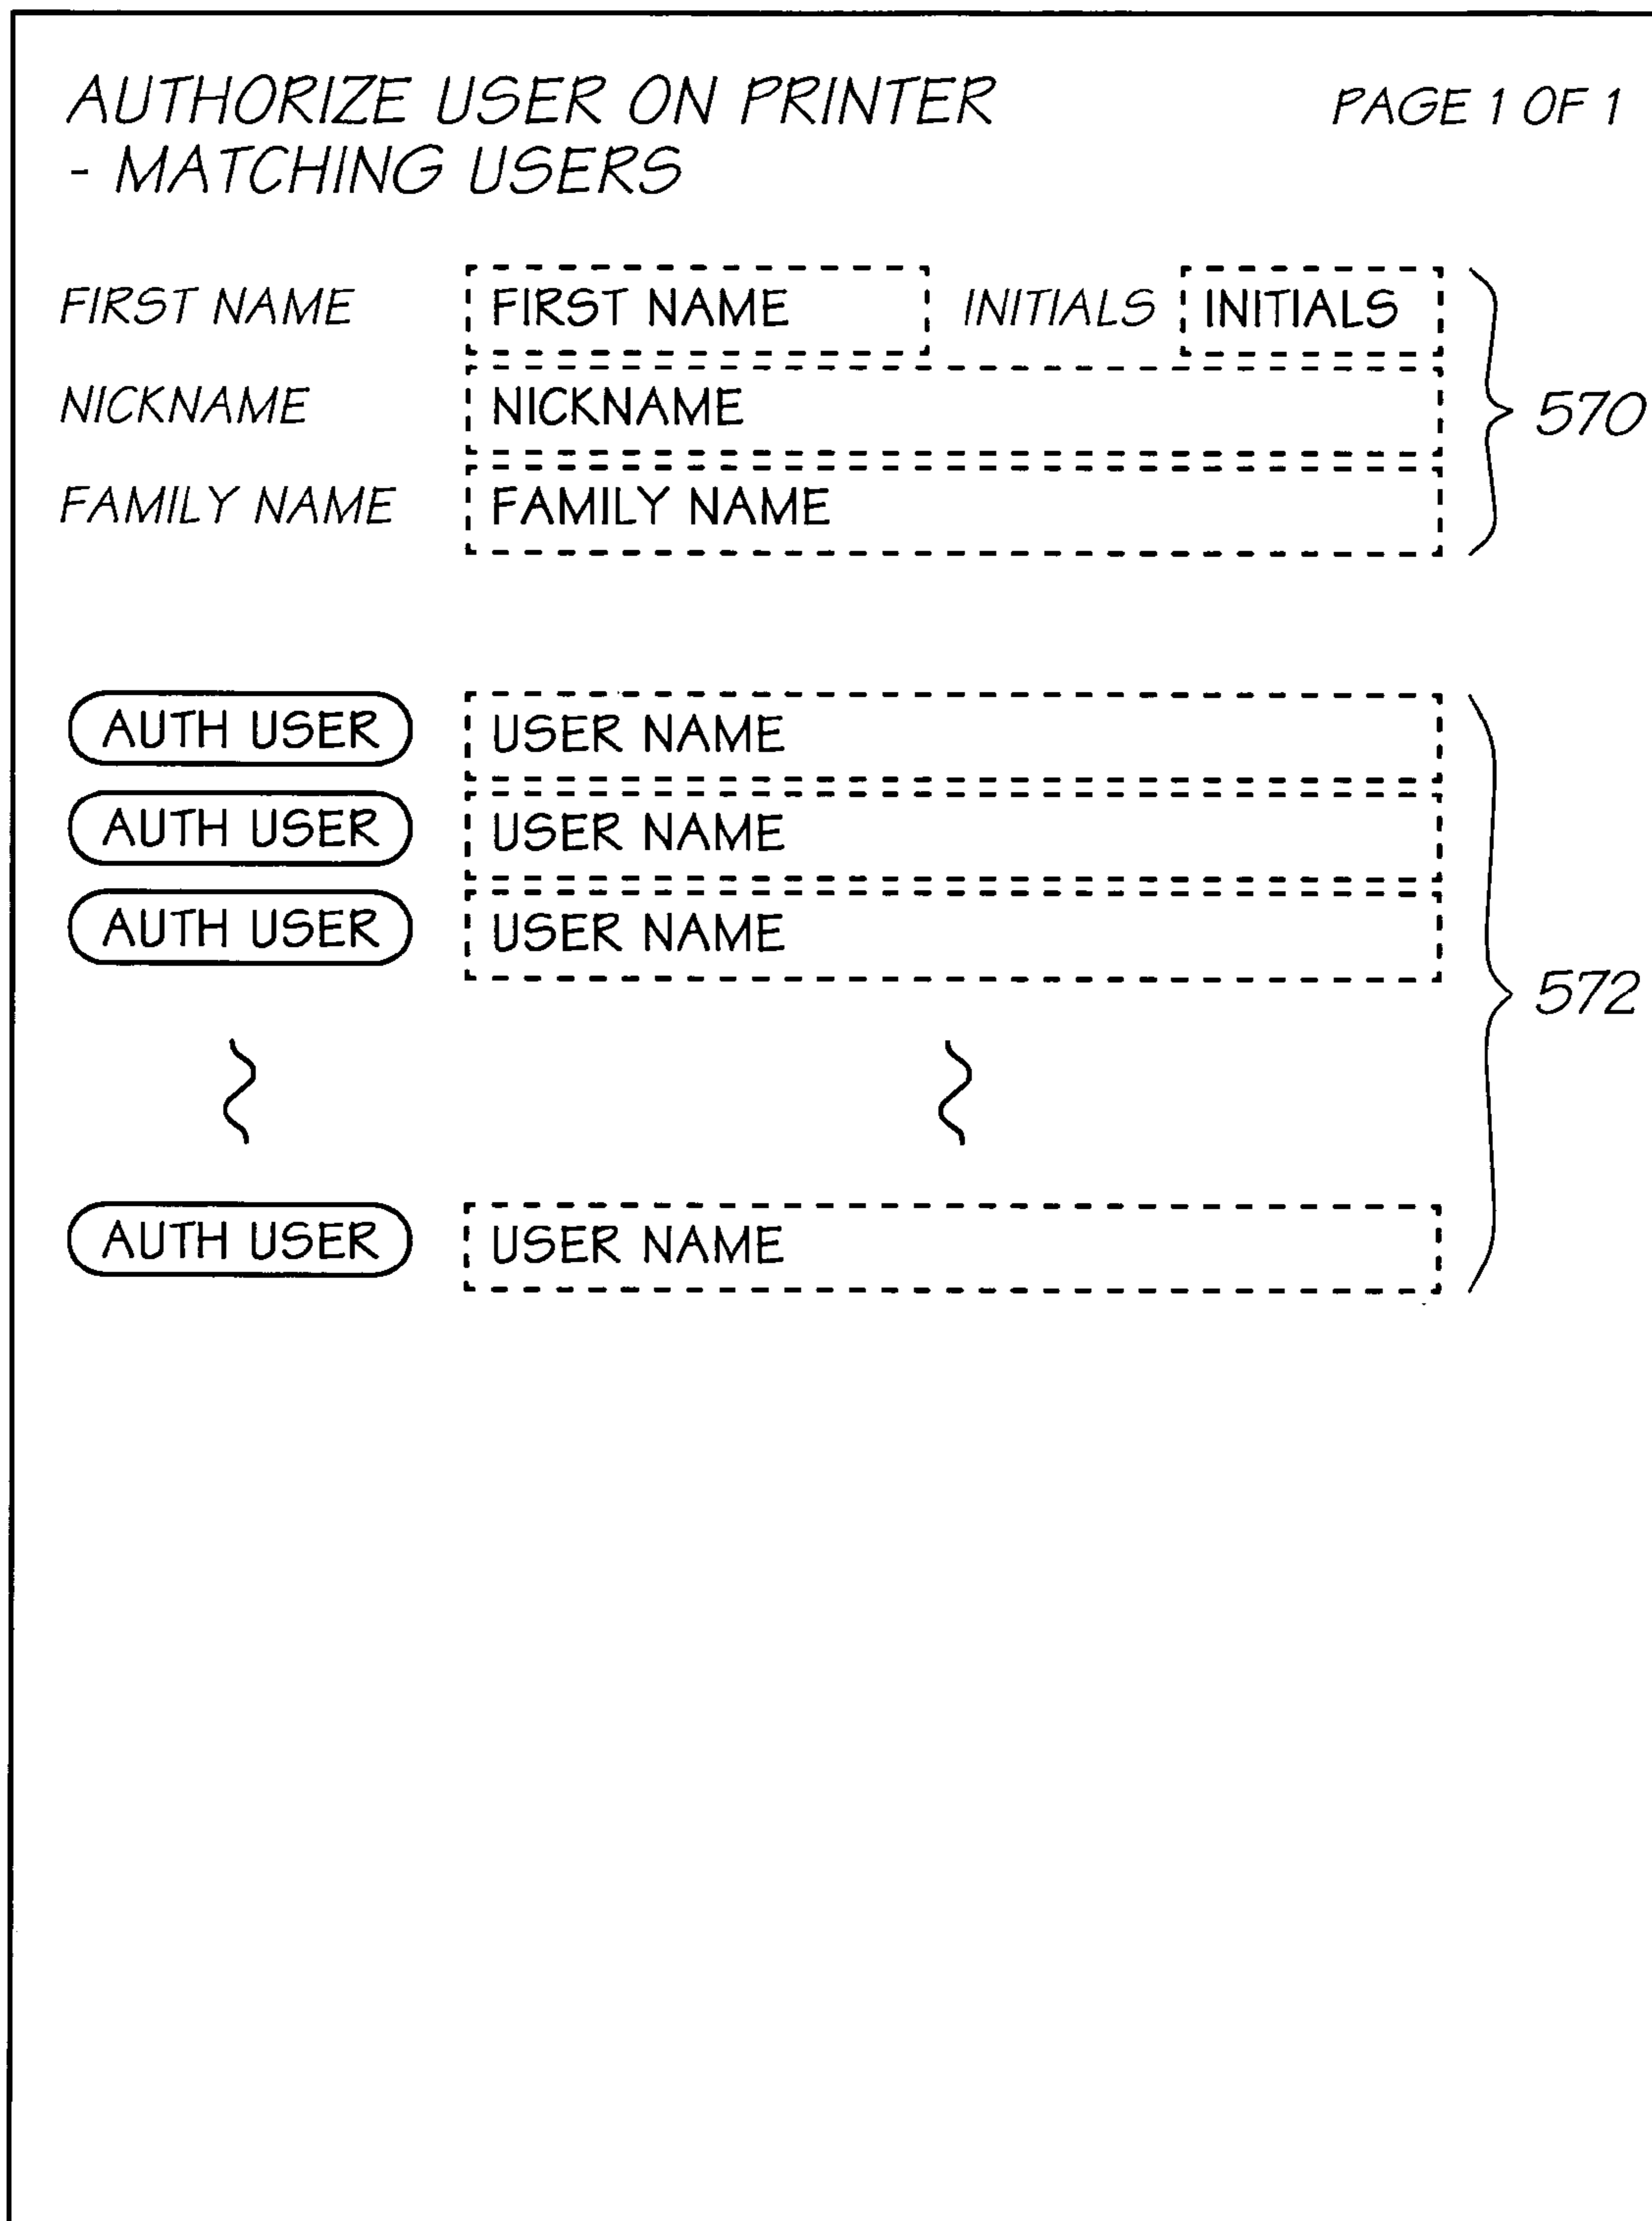 AUTHORIZE USER ON PRINTER PAGE 1 OF 1
- MATCHING USERS
FIRST NAME FIRST NAME INITIALS INITIALS
NICKNAME NICKNAME
570
FAMILY NAME FAMILY NAME
AUTH USER USER NAME
AUTH USER USER NAME
AUTH USER USER NAME
572
AUTH USER USER NAME